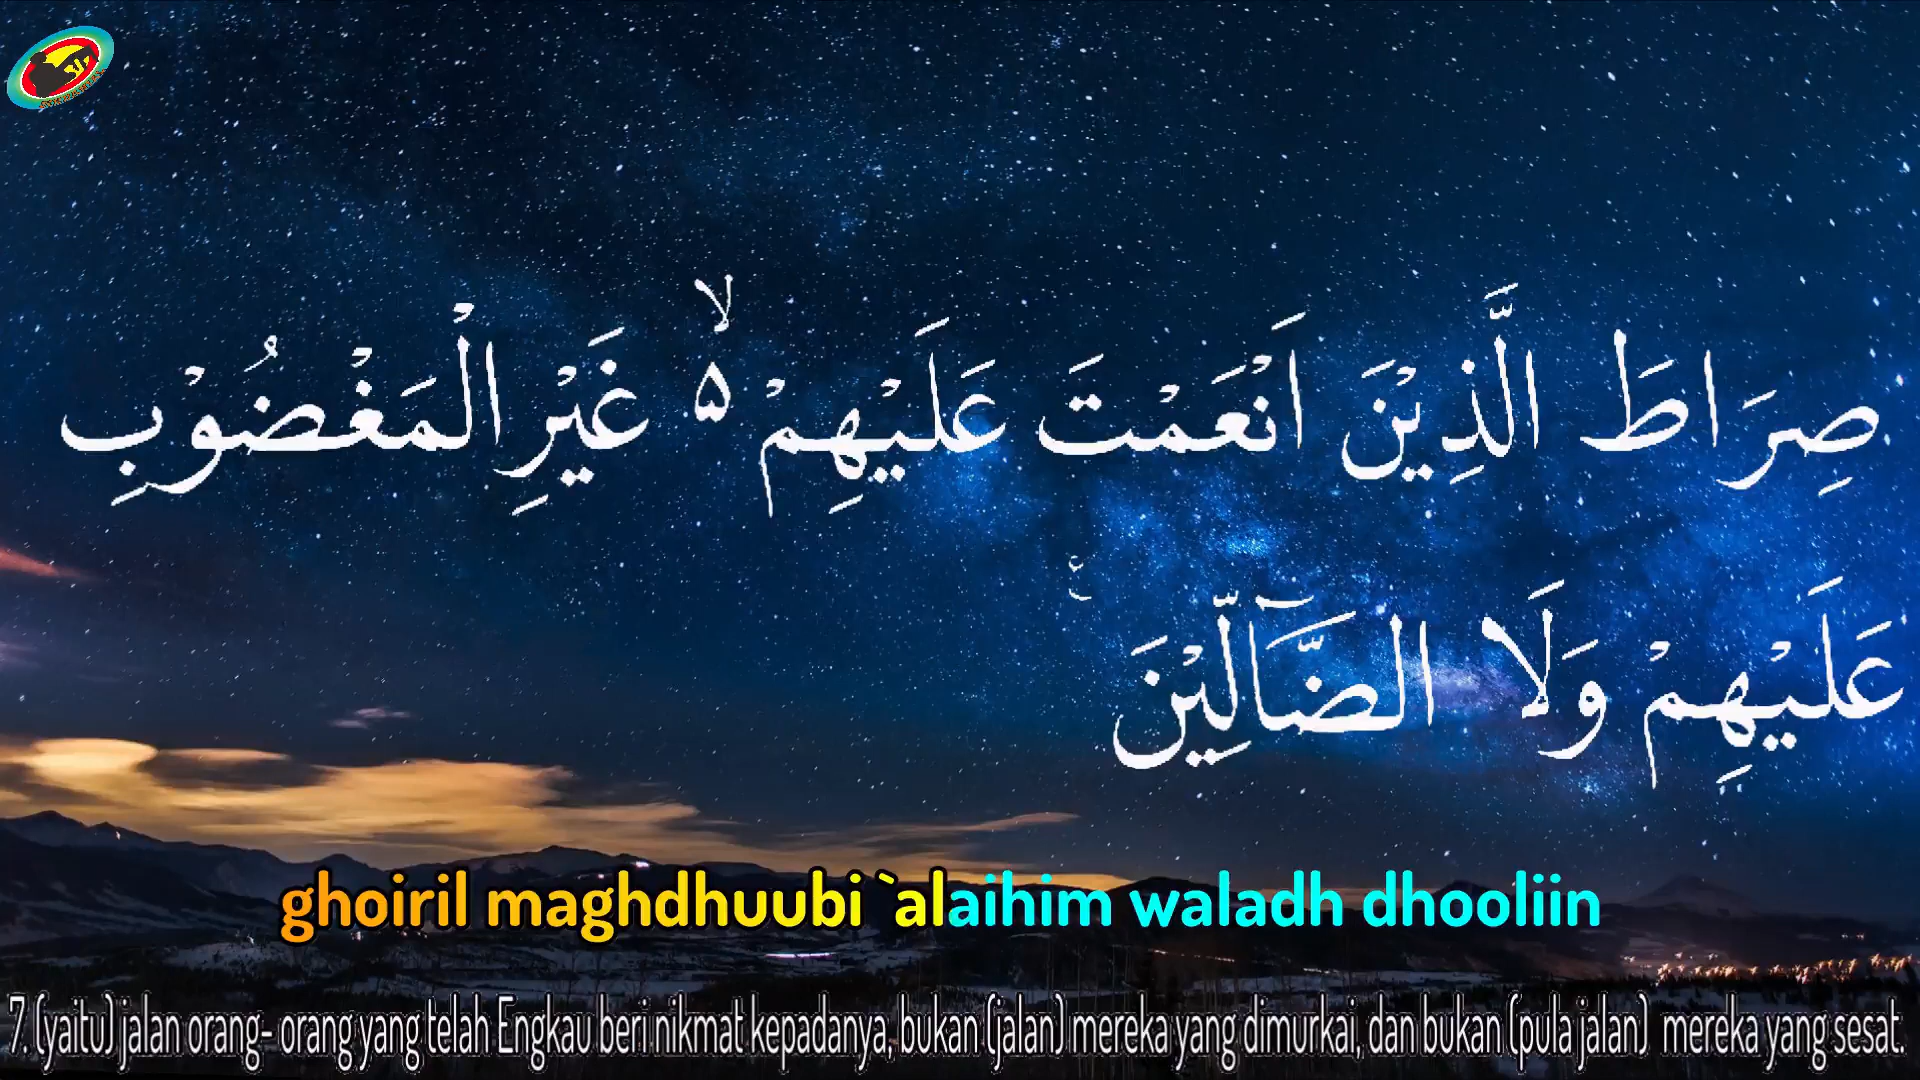 صِرَاطَ الَّذِيْنَ اَنْعَمْتَ عَلَيْهِمْ ۙ۵ غَيْرِالْمَغْضُوْبِ
عَلَيْهِمْ وَلَا الضَّآلِّيْنَ ࣖ
ghoiril maghdhuubi `alaihim waladh dhooliin
7. (yaitu) jalan orang- orang yang telah Engkau beri nikmat kepadanya, bukan (jalan) mereka yang dimurkai, dan bukan (pula jalan) mereka yang sesat.